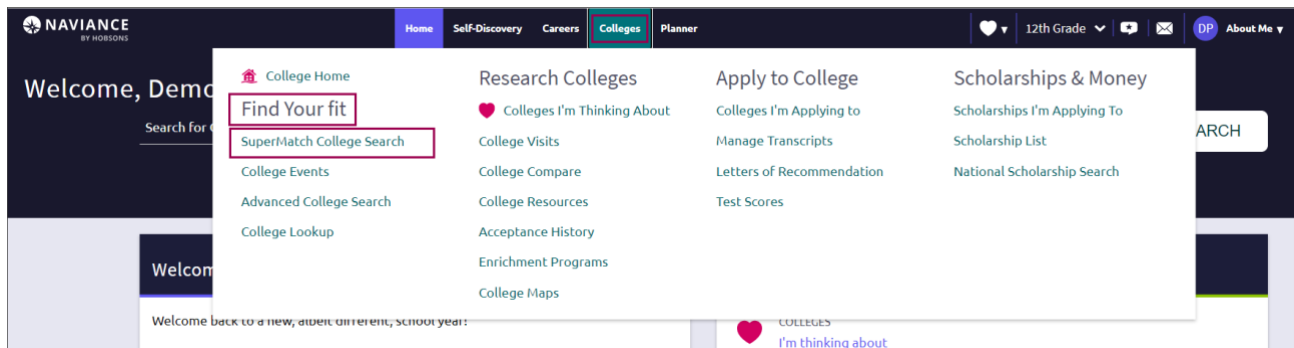 NAVIANCE
BY HOBSONS
Home Self-Discovery Careers Colleges Planner
12th Grade
DP About Me
Welcome, Demo
Search for
ARCH
College Home
Find Your fit
SuperMatch College Search
College Events
Advanced College Search
College Lookup
Research Colleges
Colleges I'm Thinking About
College Visits
College Compare
College Resources
Acceptance History
Enrichment Programs
College Maps
Apply to College
Colleges I'm Applying to
Manage Transcripts
Letters of Recommendation
Test Scores
Scholarships & Money
Scholarships I'm Applying To
Scholarship List
National Scholarship Search
Welcom
Welcome back to a new, albeit different, school year!
COLLEGES
I'm thinking about